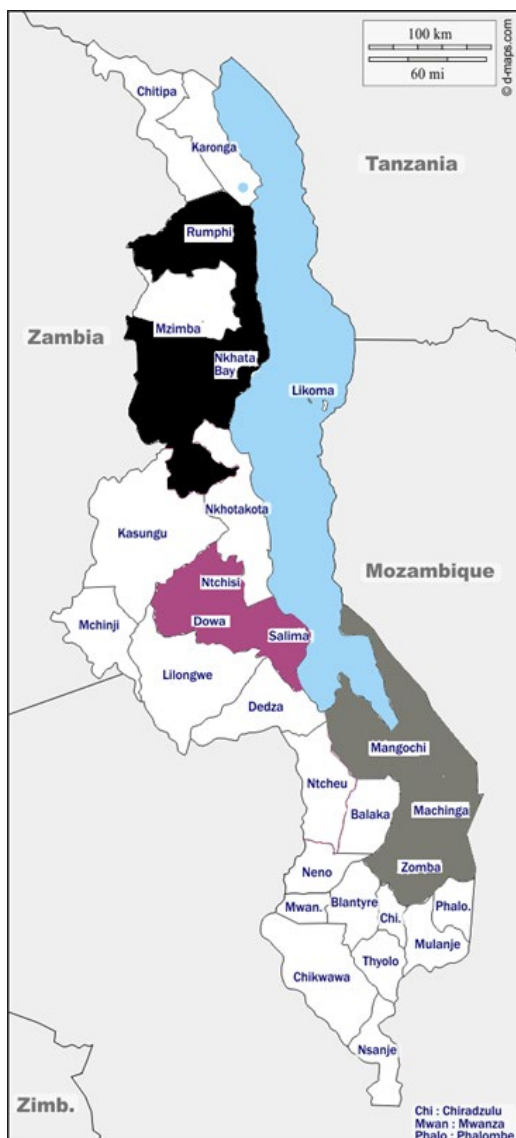 100 km
60 mi
© d-maps.com
Chitipa
Karonga
Tanzania
Rumphi
Zambia
Mzimba
Nkhata
Bay
Likoma
Nkhotakota
Kasungu
Mozambique
Ntchisi
Mchinji
Dowa
Salima
Lilongwe
Dedza
Mangochi
Ntcheu
Balaka
Machinga
Zomba
Neno
Mwan.
Blantyre
Chi.
Phalo.
Mulanje
Thyolo
Chikwawa
Nsanje
Zimb.
Chi : Chiradzulu
Mwan : Mwanza
Phalo : Phalombe